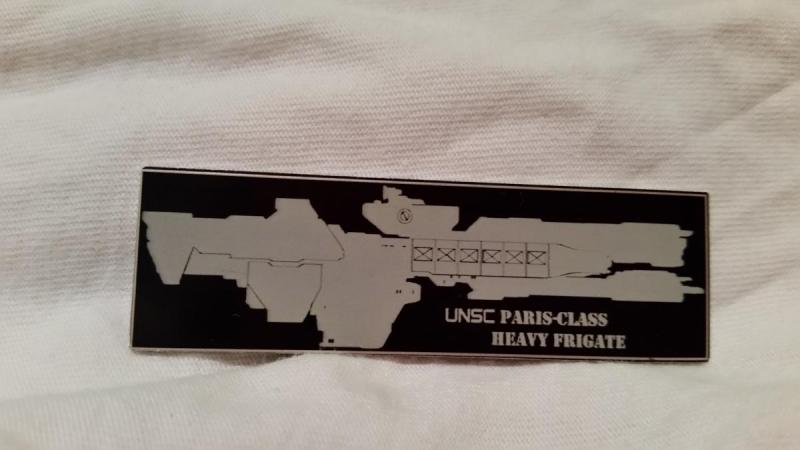 UNSC PARIS-CLASS
HEAVY FRIGATE